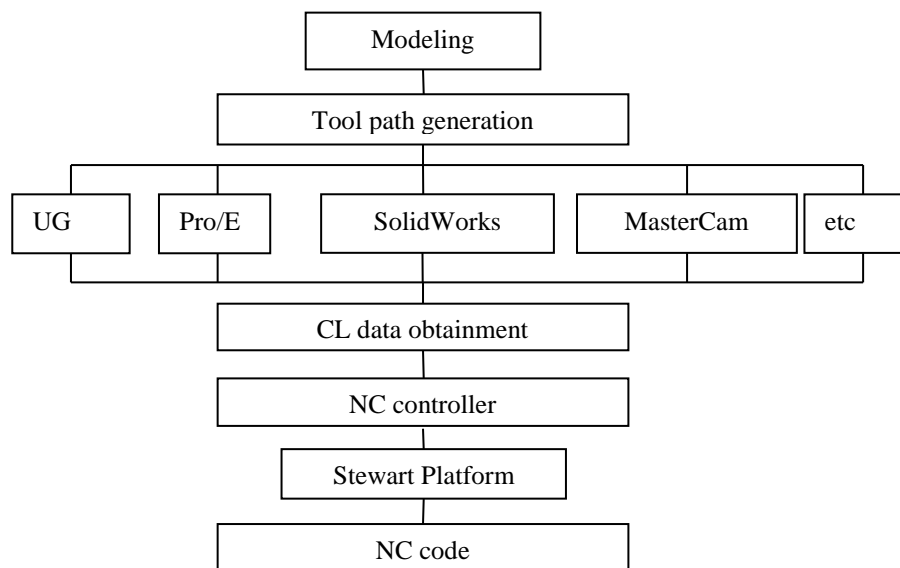 Modeling
Tool path generation
UG Pro/E SolidWorks MasterCam etc
CL data obtainment
NC controller
Stewart Platform
NC code